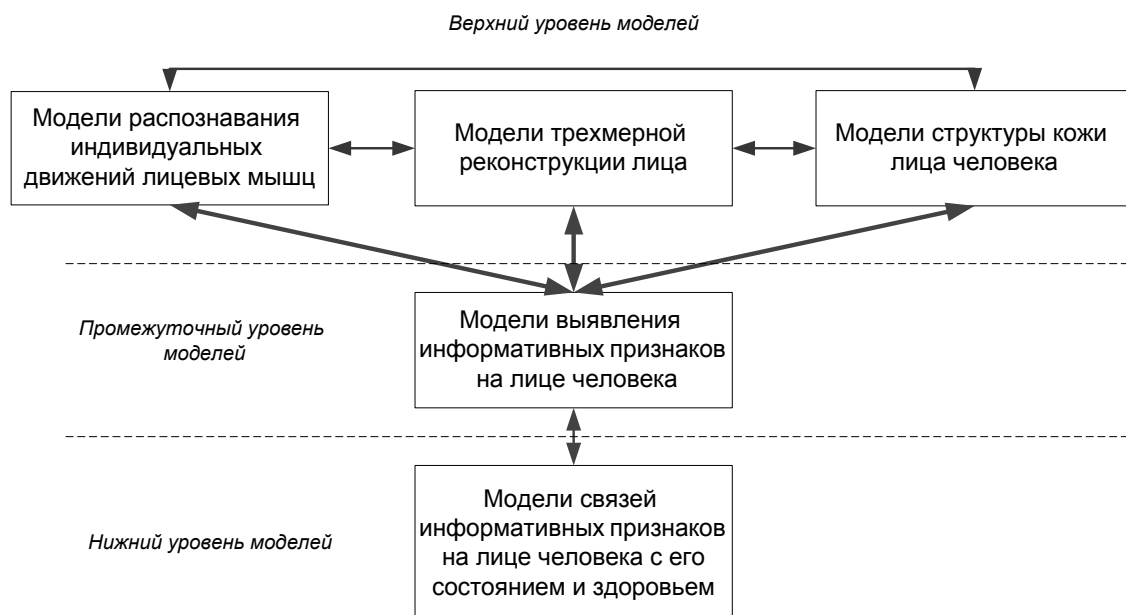 Верхний уровень моделей
Модели распознавания
индивидуальных
движений лицевых мышц
Модели трехмерной
реконструкции лица
Модели структуры кожи
лица человека
Промежуточный уровень
моделей
Модели выявления
информативных признаков
на лице человека
Нижний уровень моделей
Модели связей
информативных признаков
на лице человека с его
состоянием и здоровьем